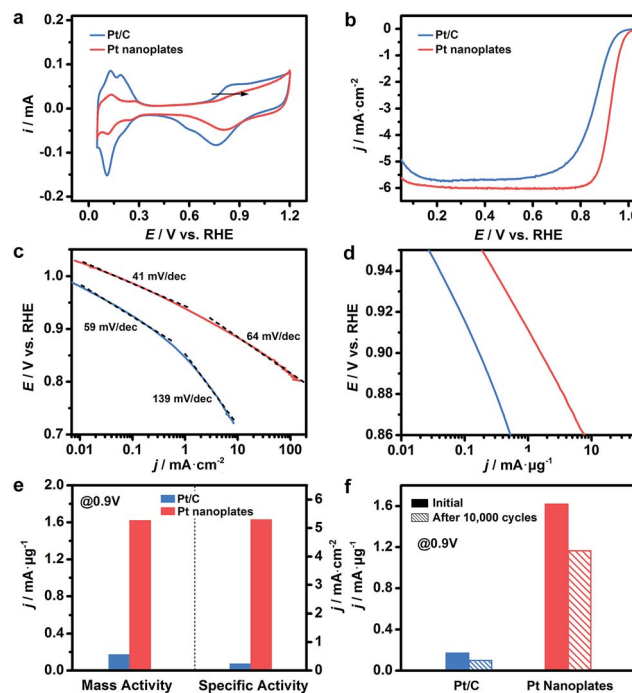 a
Pt/C
Pt nanoplates
i / mA
0.2
0.1
0.0
-0.1
-0.2
0.0 0.3 0.6 0.9 1.2
E / V vs. RHE
b
Pt/C
Pt nanoplates
j / mA·cm-2
0
-1
-2
-3
-4
-5
-6
0.2 0.4 0.6 0.8 1.0
E / V vs. RHE
c
E / V vs. RHE
1.0
0.9
0.8
0.7
41 mV/dec
59 mV/dec
64 mV/dec
139 mV/dec
0.01 0.1 1 10 100
j / mA·cm-2
d
E / V vs. RHE
0.94
0.92
0.90
0.88
0.86
0.01 0.1 1 10
j / mA·μg-1
e
@0.9V
Pt/C
Pt nanoplates
j / mA·μg-1
2.0
1.6
1.2
0.8
0.4
0.0
6
5
4
3
2
1
0
j / mA·cm-2
Mass Activity Specific Activity
f
Initial
After 10,000 cycles
@0.9V
j / mA·μg-1
1.6
1.2
0.8
0.4
0.0
Pt/C Pt Nanoplates